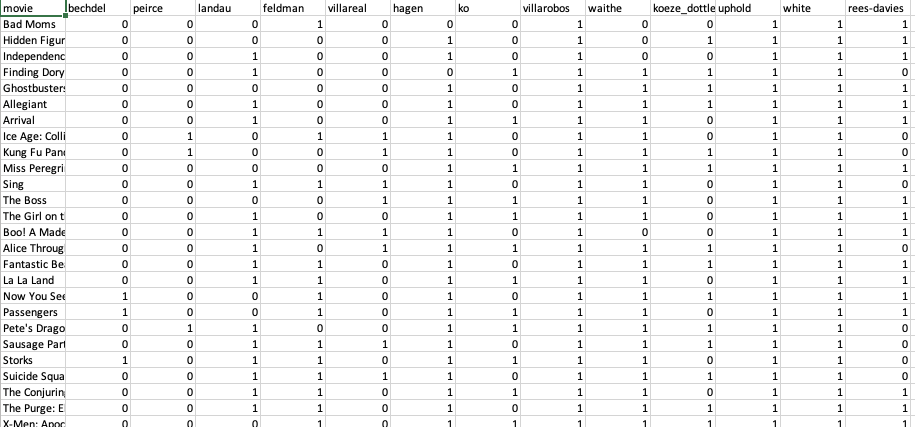 movie bechdel peirce landau feldman villareal hagen ko villarobos waithe koeze_dottle uphold white rees-davies
Bad Moms 0 0 0 1 0 0 0 1 0 0 1 1 1
Hidden Figur 0 0 0 0 0 1 0 1 0 1 1 1 1
Independenc 0 0 1 0 0 1 0 1 0 0 1 1 1
Finding Dory 0 0 1 0 0 0 1 1 1 1 1 1 0
Ghostbusters 0 0 0 0 0 1 0 1 1 1 1 1 1
Allegiant 0 0 1 0 0 1 0 1 1 1 1 1 1
Arrival 0 0 1 0 0 1 1 1 1 0 1 1 1
Ice Age: Colli 0 1 0 1 1 1 0 1 1 0 1 1 0
Kung Fu Pan 0 1 0 0 1 1 0 1 1 1 1 1 0
Miss Peregri 0 0 0 0 0 1 1 1 1 1 1 1 1
Sing 0 0 1 1 1 1 0 1 1 0 1 1 0
The Boss 0 0 0 0 1 1 1 1 1 0 1 1 1
The Girl on t 0 0 1 0 0 1 1 1 1 0 1 1 1
Boo! A Made 0 0 1 1 1 1 0 1 0 0 1 1 1
Alice Throug 0 0 1 0 1 1 1 1 1 1 1 1 0
Fantastic Be 0 0 1 1 0 1 1 1 1 1 1 1 1
La La Land 0 0 1 1 0 1 1 1 1 0 1 1 1
Now You See 1 0 0 1 0 1 0 1 1 1 1 1 1
Passengers 1 0 0 1 0 1 1 1 1 0 1 1 1
Pete's Drago 0 1 1 0 0 1 1 1 1 1 1 1 0
Sausage Part 0 0 1 1 1 1 0 1 1 1 1 1 0
Storks 1 0 1 1 0 1 1 1 1 0 1 1 0
Suicide Squa 0 0 1 1 1 1 0 1 1 1 1 1 0
The Conjuring 0 0 1 1 0 1 1 1 1 0 1 1 1
The Purge: E 0 0 1 1 0 1 0 1 1 1 1 1 1
X-Men: Apoc 0 0 0 1 0 1 1 1 1 1 1 1 1